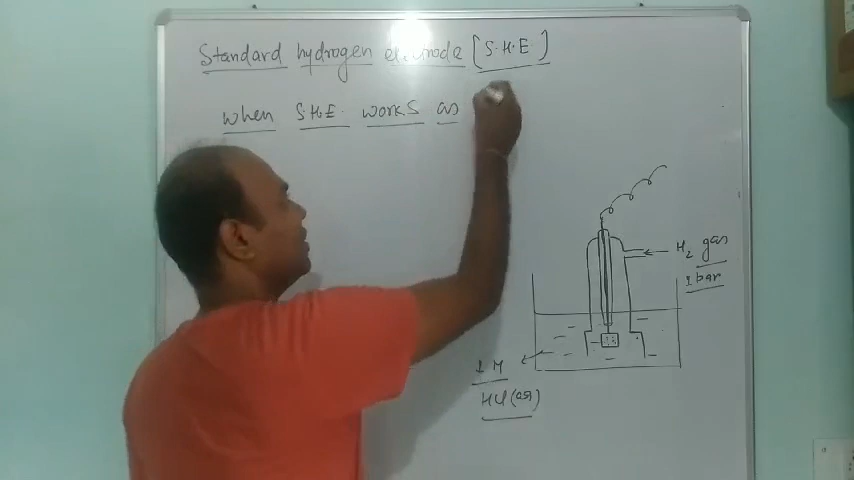 Standard hydrogen electrode [S.H.E]
When S.H.E. works as
H2 gas
1 bar
1 M
HCl(aq)